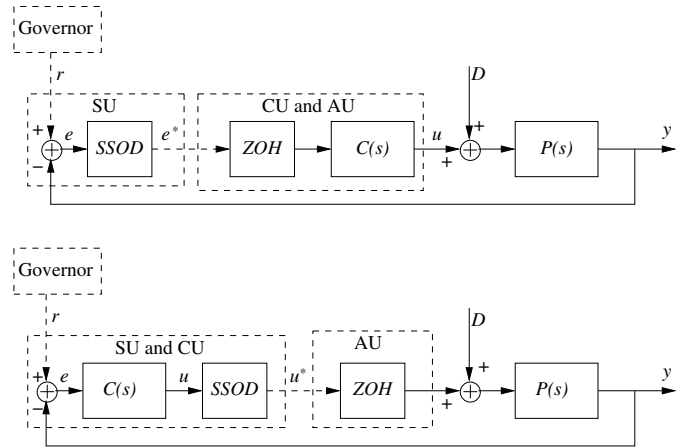 Governor
r
D
SU
CU and AU
+ e SSOD e* ZOH C(s) u + P(s) y
−
+
Governor
r
D
SU and CU
AU
+ e C(s) u SSOD u* ZOH + P(s) y
−
+